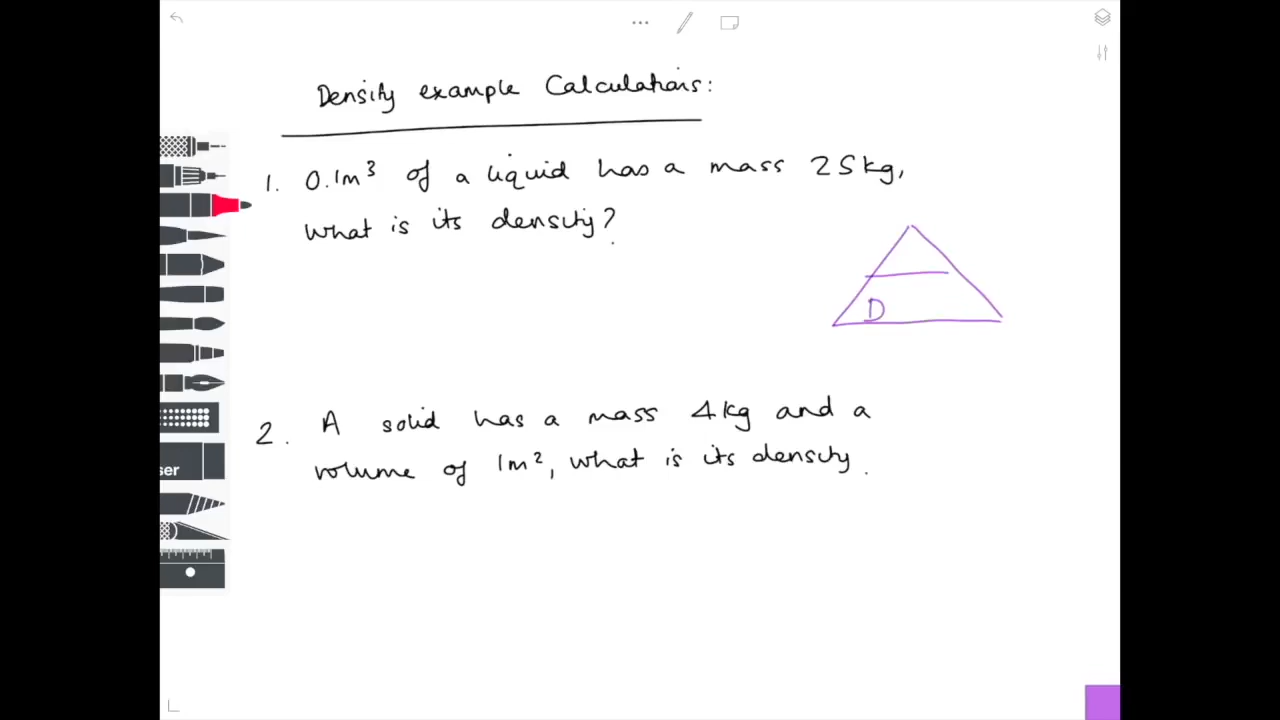 Density example Calculations:
1. 0.1m³ of a liquid has a mass 25kg,
what is its density?
D
2. A solid has a mass 4kg and a
volume of 1m², what is its density.
ser